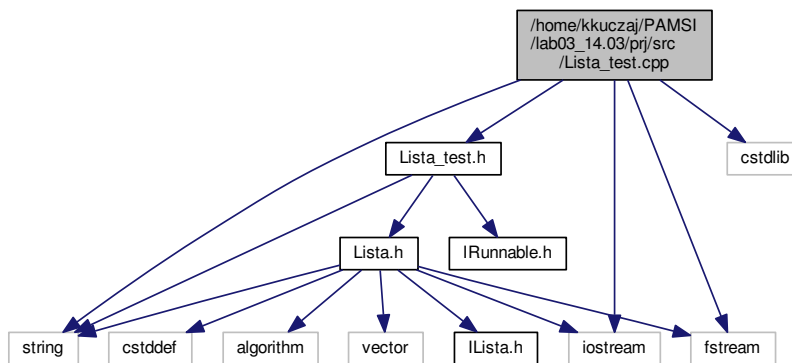 /home/kkuczaj/PAMSI
/lab03_14.03/prj/src
/Lista_test.cpp
Lista_test.h
cstdlib
Lista.h
IRunnable.h
string
cstddef
algorithm
vector
ILista.h
iostream
fstream